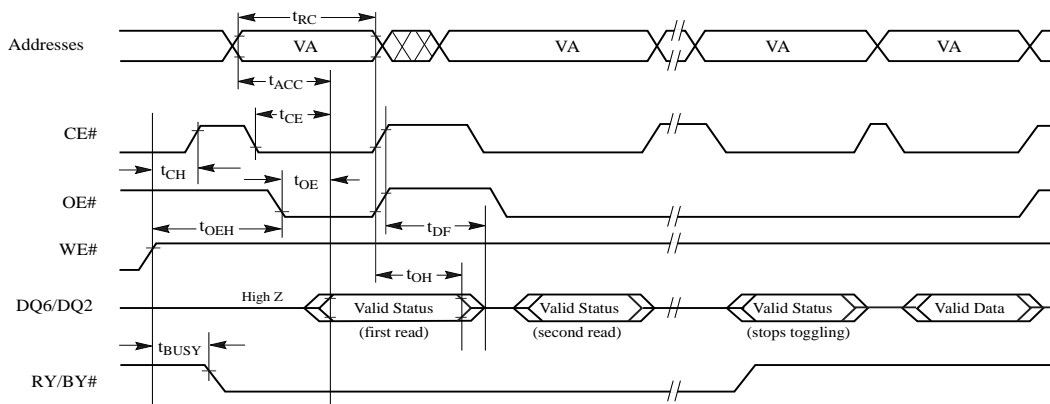 tRC
Addresses VA VA VA VA
tACC
tCE
CE#
tCH tOE
OE#
tOEH tDF
WE#
tOH
High Z
DQ6/DQ2 Valid Status Valid Status Valid Status Valid Data
(first read) (second read) (stops toggling)
tBUSY
RY/BY#